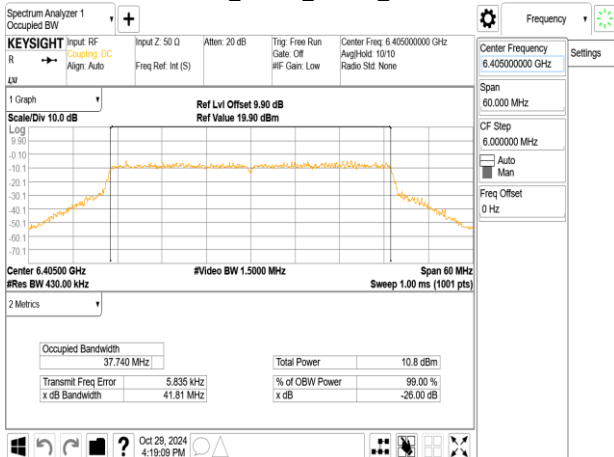 Spectrum Analyzer 1
Occupied BW
+
Frequency
KEYSIGHT
R
Input: RF
Coupling: DC
Align: Auto
Input Z: 50 Ω
Freq Ref: Int (S)
Atten: 20 dB
Trig: Free Run
Gate: Off
#IF Gain: Low
Center Freq: 6.405000000 GHz
Avg|Hold: 10/10
Radio Std: None
Center Frequency
6.405000000 GHz
Settings
Span
60.000 MHz
CF Step
6.000000 MHz
Auto
Man
Freq Offset
0 Hz
1 Graph
Scale/Div 10.0 dB
Ref Lvl Offset 9.90 dB
Ref Value 19.90 dBm
Log
9.90
-0.10
-10.1
-20.1
-30.1
-40.1
-50.1
-60.1
-70.1
Center 6.40500 GHz
#Video BW 1.5000 MHz
Span 60 MHz
#Res BW 430.00 kHz
Sweep 1.00 ms (1001 pts)
2 Metrics
Occupied Bandwidth
37.740 MHz
Total Power 10.8 dBm
Transmit Freq Error 5.835 kHz
% of OBW Power 99.00 %
x dB Bandwidth 41.81 MHz
x dB -26.00 dB
?
Oct 29, 2024
4:19:09 PM